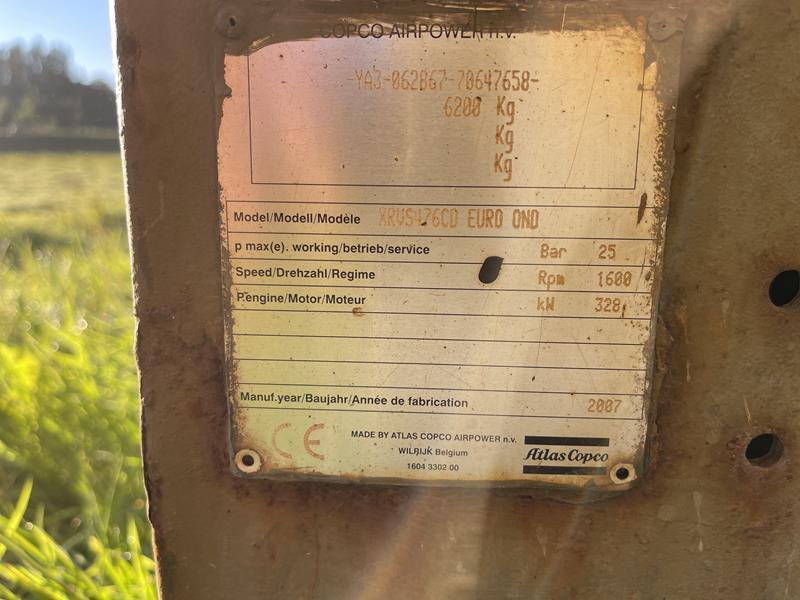 COPCO AIRPOWER n.v.
-YA3-062867-70647658-
6200 Kg
Kg
Kg
Model/Modell/Modèle XRVS476CD EURO OND
p max(e). working/betrieb/service Bar 25
Speed/Drehzahl/Regime Rpm 1600
P.engine/Motor/Moteur kW 328
Manuf.year/Baujahr/Année de fabrication 2007
CE
MADE BY ATLAS COPCO AIRPOWER n.v.
WILRIJK Belgium
1604 3302 00
Atlas Copco